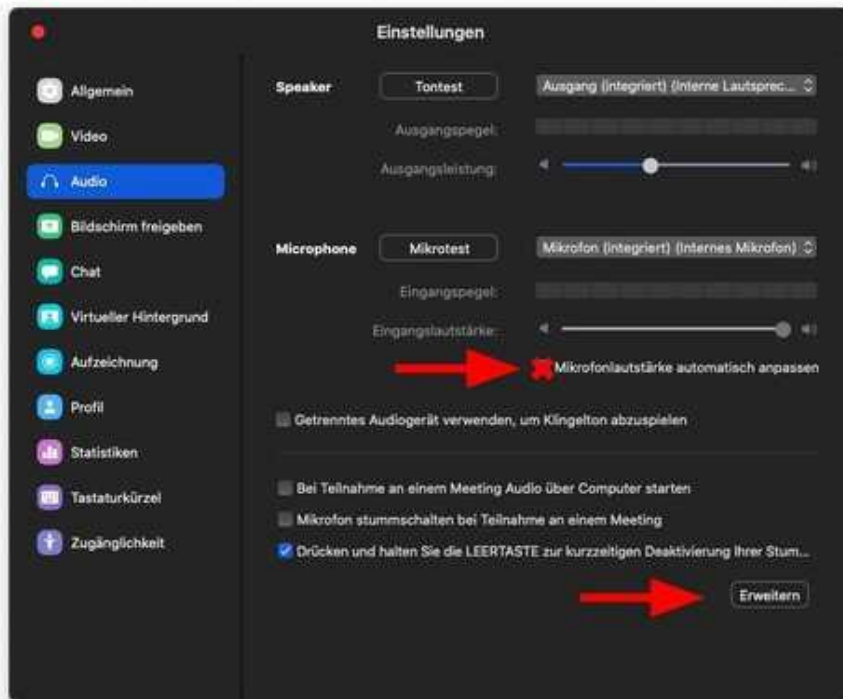 Einstellungen
Allgemein
Video
Audio
Bildschirm freigeben
Chat
Virtueller Hintergrund
Aufzeichnung
Profil
Statistiken
Tastaturkürzel
Zugänglichkeit
Speaker Tontest Ausgang (integriert) (Interne Lautsprec...
Ausgangspegel:
Ausgangsleistung:
Microphone Mikrotest Mikrofon (integriert) (Internes Mikrofon)
Eingangspegel:
Eingangslautstärke:
Mikrofonlautstärke automatisch anpassen
Getrenntes Audiogerät verwenden, um Klingelton abzuspielen
Bei Teilnahme an einem Meeting Audio über Computer starten
Mikrofon stummschalten bei Teilnahme an einem Meeting
Drücken und halten Sie die LEERTASTE zur kurzzeitigen Deaktivierung Ihrer Stum...
Erweitern